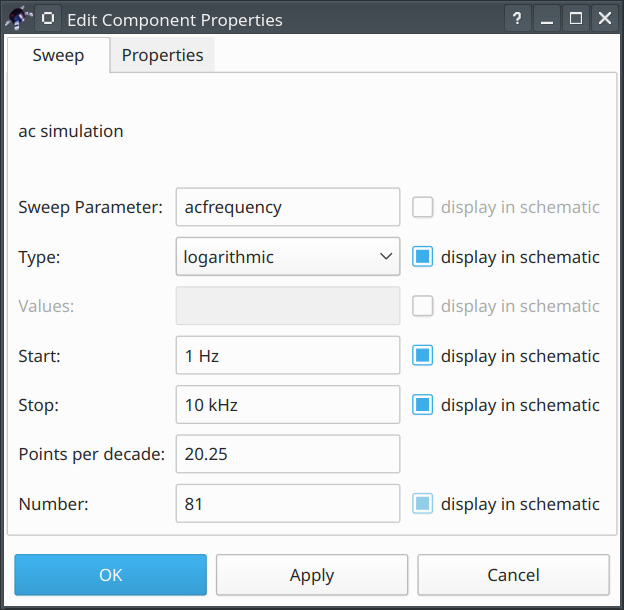 Edit Component Properties
Sweep Properties
ac simulation
Sweep Parameter: acfrequency display in schematic
Type: logarithmic display in schematic
Values: display in schematic
Start: 1 Hz display in schematic
Stop: 10 kHz display in schematic
Points per decade: 20.25
Number: 81 display in schematic
OK Apply Cancel